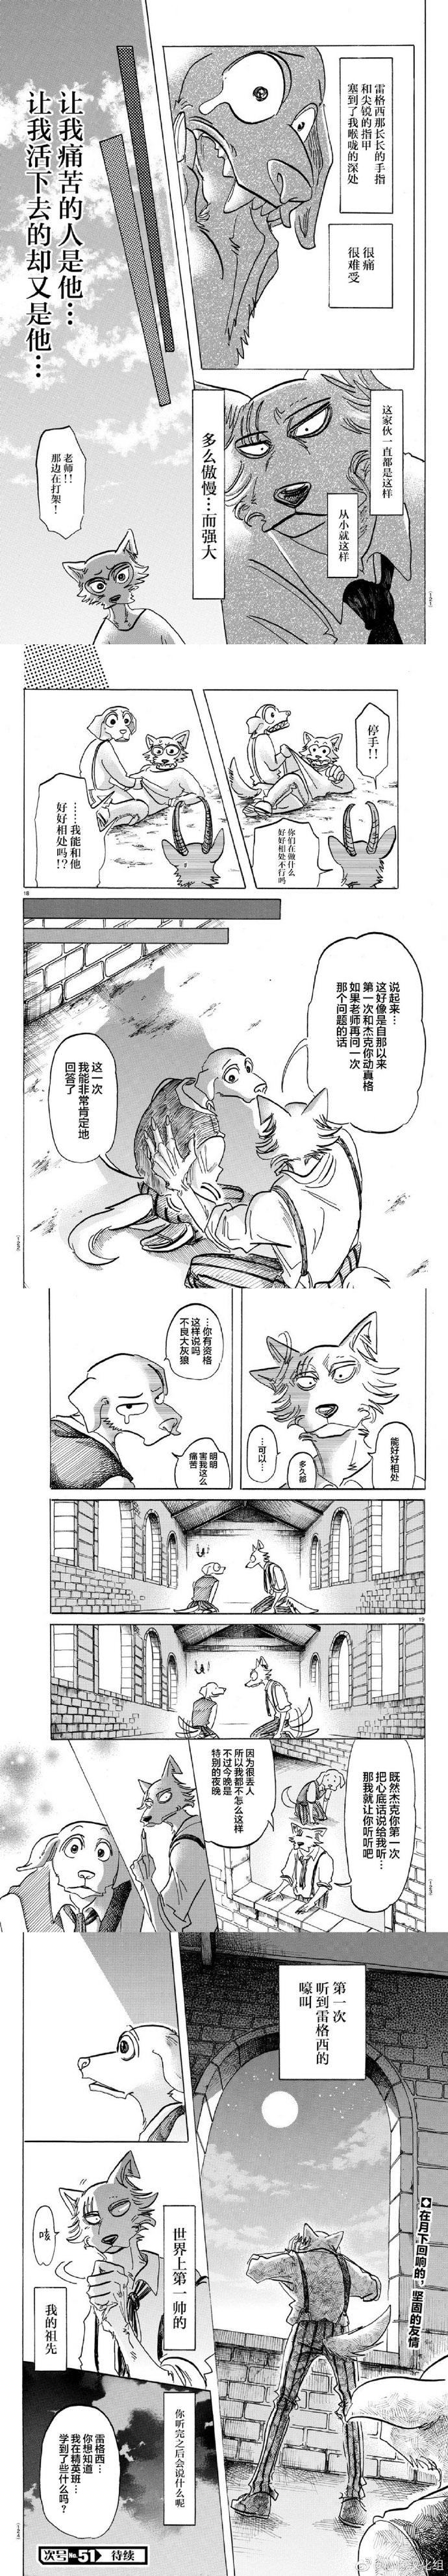 雷格西那长长的手指
和尖锐的指甲
塞到了我喉咙的深处
很痛
很难受
让我痛苦的人是他…
让我活下去的却又是他…
这家伙一直都是这样
从小就这样
多么傲慢…而强大
老师!!
那边在打架!
停手!!
你们在做什么
好好相处不行吗
……我能和他
好好相处吗!?
18
说起来…
这好像是自那以来
第一次和杰克你动真格
如果老师再问一次
那个问题的话
这一次
我能非常肯定地
回答了
能好好相处
多久都
…可以…
…你有资格
这样说吗
不良大灰狼
明明
害我这么
痛苦
19
既然杰克你第一次
把心底话说给我听…
那我就让你听听吧
因为很丢人
所以我都不怎么这样
不过今晚是
特别的夜晚
第一次
听到雷格西的
嚎叫
在月下回响的，坚固的友情
世界上第一帅的
我的祖先
咳
你听完之后会说什么呢
雷格西…
你想知道
我在精英班…
学到了些什么吗?
次号No.51 待续